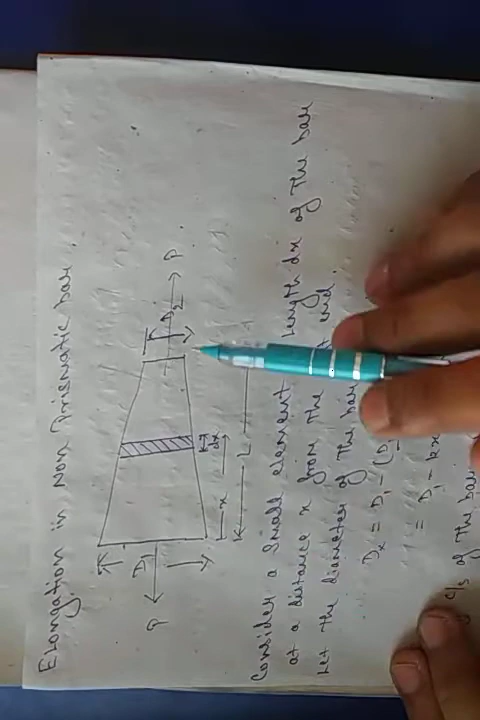 Elongation in Non Prismatic bar.
P
D1
x
dx
L
D2
P
Consider a Small element length dx of the bar
at a distance x from the end.
Let the diameter of the bar
Dx = D1 - (D1
= D1 - kx
c/s of the bar